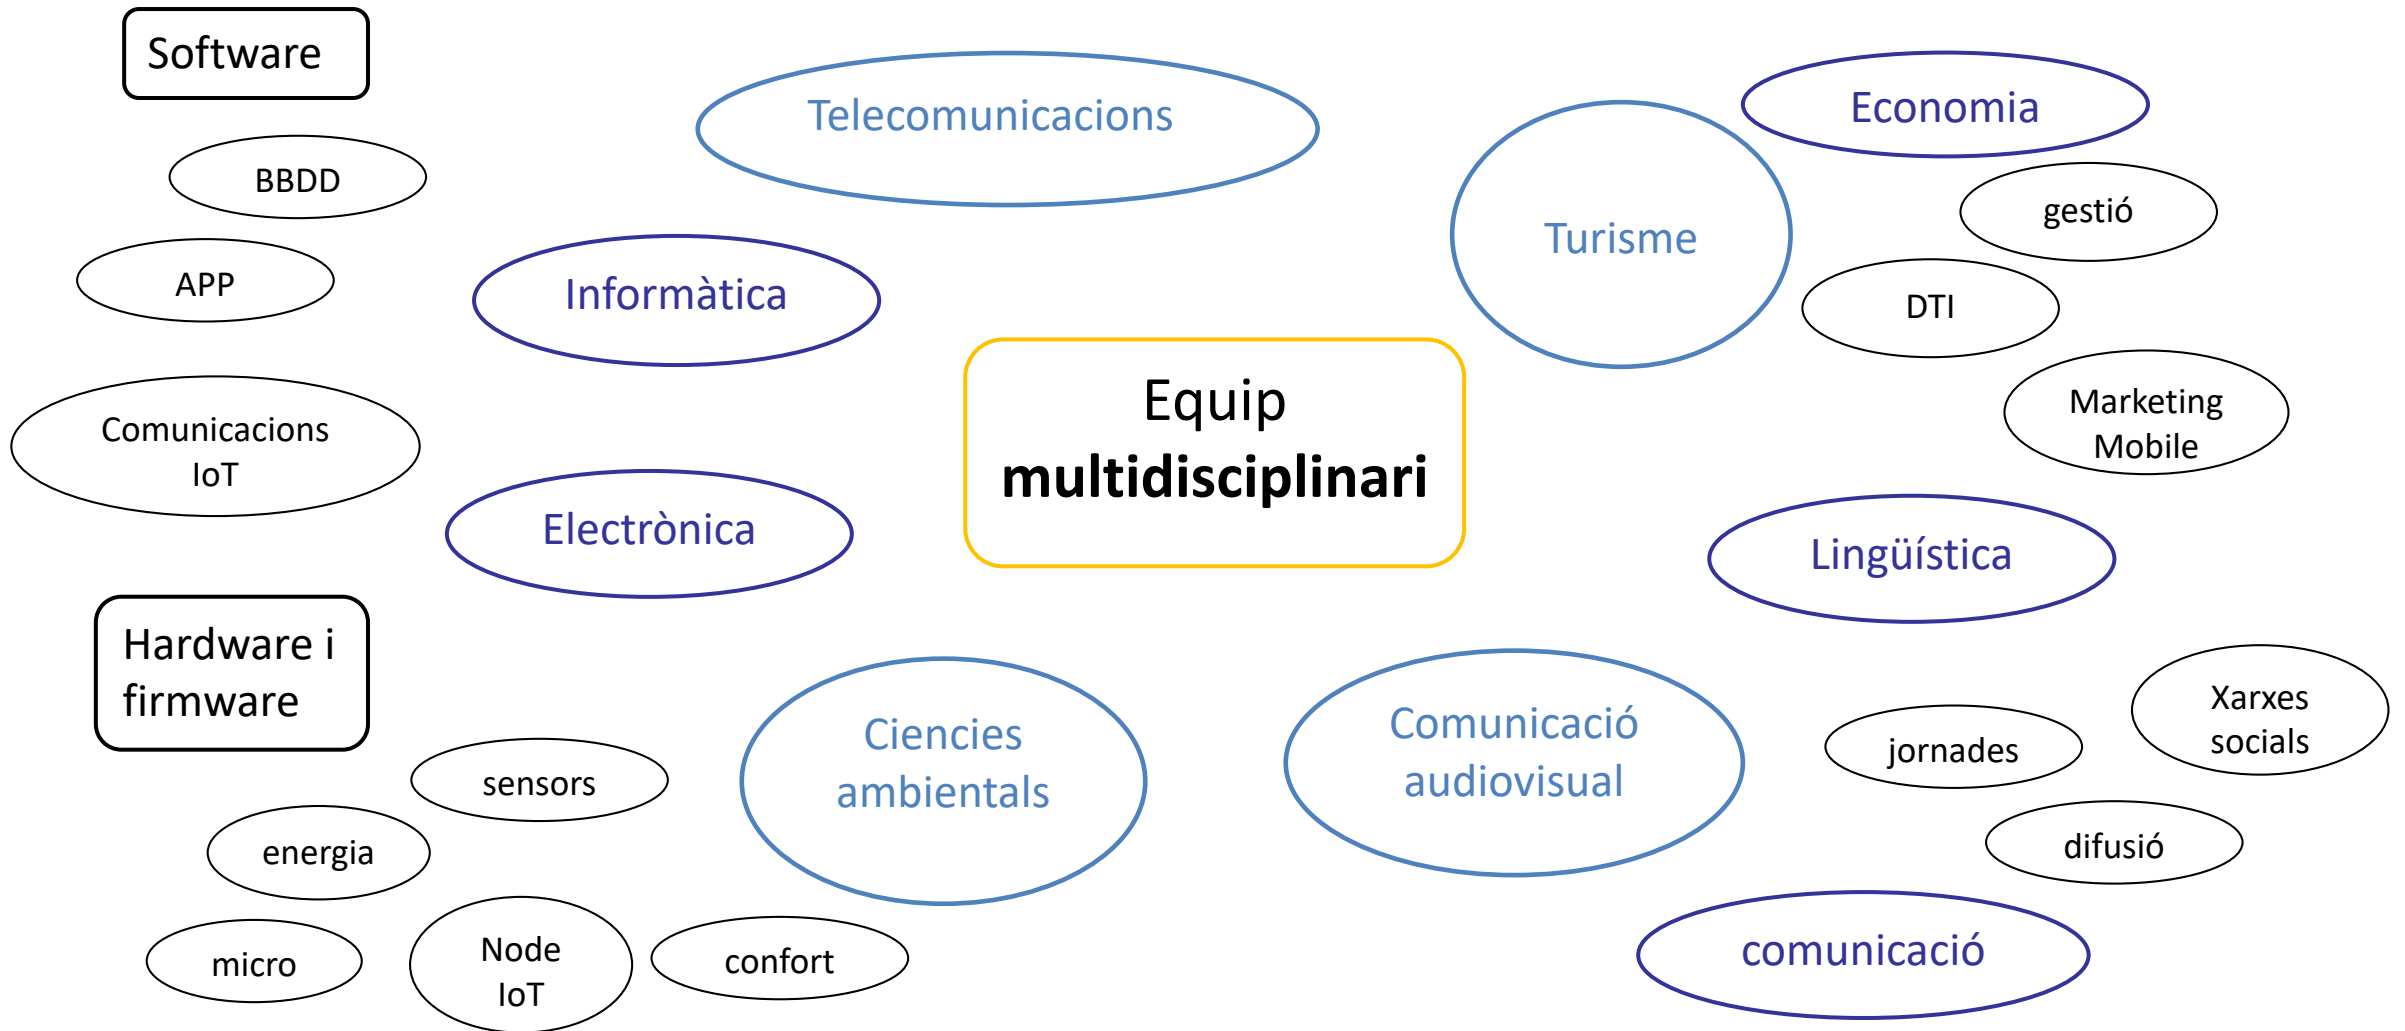 Software
Telecomunicacions
Economia
BBDD
gestió
Turisme
APP
Informàtica
DTI
Equip
multidisciplinari
Marketing
Mobile
Comunicacions
IoT
Electrònica
Lingüística
Hardware i
firmware
Ciencies
ambientals
Comunicació
audiovisual
Xarxes
socials
jornades
sensors
energia
difusió
micro
Node
IoT
confort
comunicació